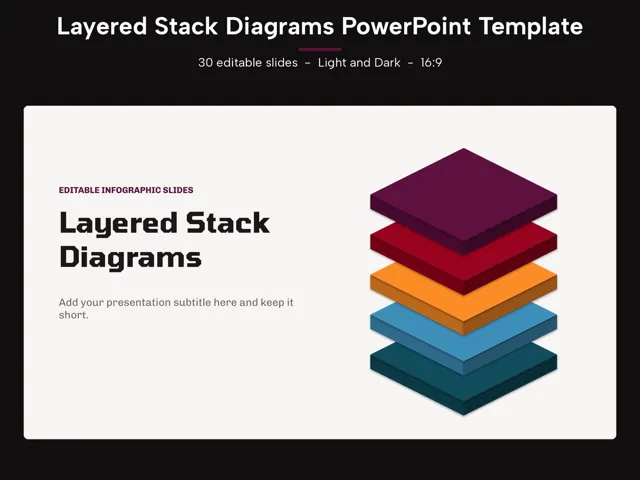 Layered Stack Diagrams PowerPoint Template
30 editable slides – Light and Dark – 16:9
EDITABLE INFOGRAPHIC SLIDES
Layered Stack
Diagrams
Add your presentation subtitle here and keep it
short.